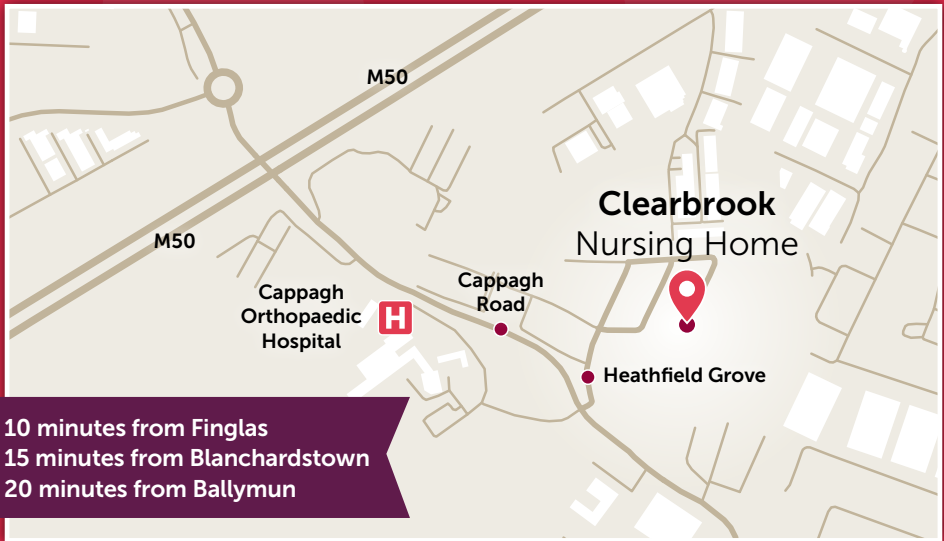 M50
M50
Clearbrook
Nursing Home
Cappagh
Road
Cappagh
Orthopaedic
Hospital
H
Heathfield Grove
10 minutes from Finglas
15 minutes from Blanchardstown
20 minutes from Ballymun